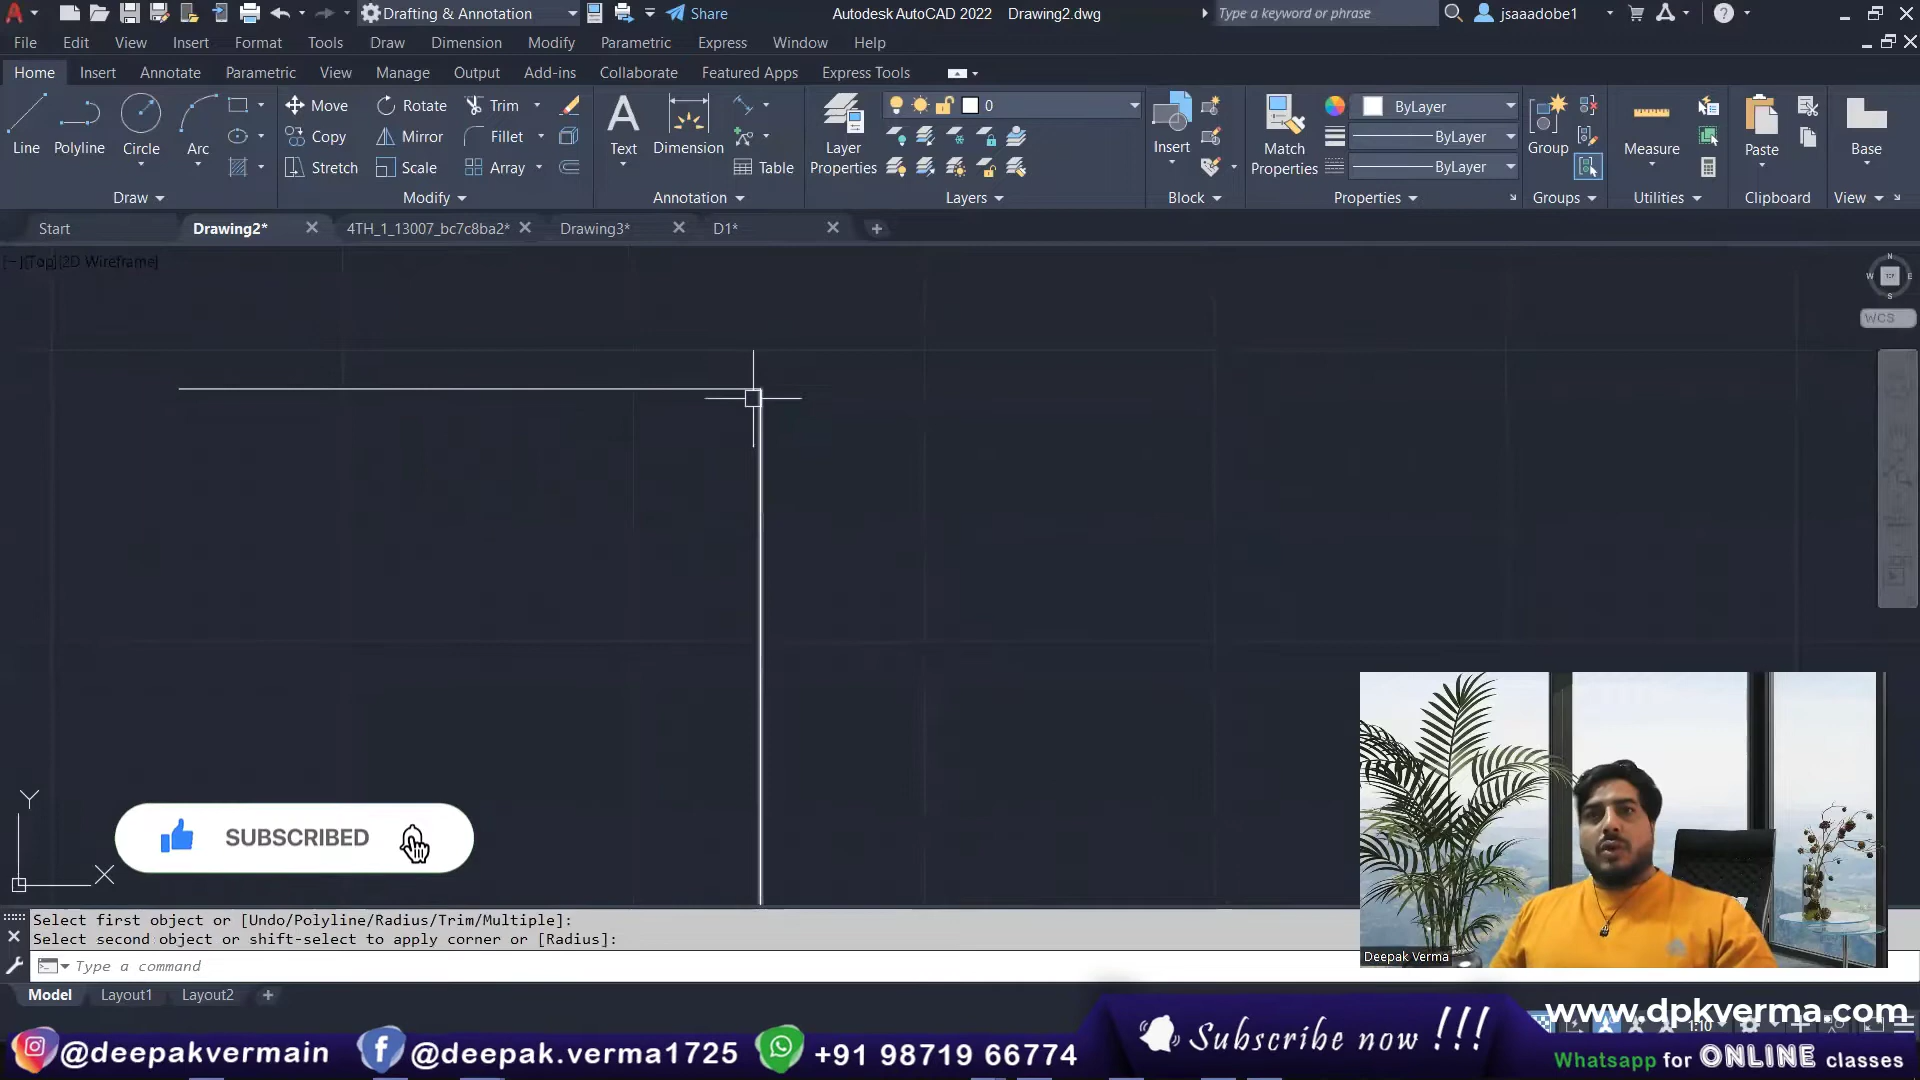 Drafting & Annotation
Share
Autodesk AutoCAD 2022 Drawing2.dwg
Type a keyword or phrase
jsaaadobe1
File Edit View Insert Format Tools Draw Dimension Modify Parametric Express Window Help
Home Insert Annotate Parametric View Manage Output Add-ins Collaborate Featured Apps Express Tools
Line Polyline Circle Arc
Move Rotate Trim
Copy Mirror Fillet
Stretch Scale Array
Text Dimension Table
Layer Properties
0
Insert
Match Properties
ByLayer
ByLayer
ByLayer
Group
Measure
Paste
Base
Draw Modify Annotation Layers Block Properties Groups Utilities Clipboard View
Start Drawing2* 4TH_1_13007_bc7c8ba2* Drawing3* D1*
[−][Top][2D Wireframe]
N
W TOP E
S
WCS
Y
X
SUBSCRIBED
Deepak Verma
Select first object or [Undo/Polyline/Radius/Trim/Multiple]:
Select second object or shift-select to apply corner or [Radius]:
Type a command
Model Layout1 Layout2
1:10
www.dpkverma.com
@deepakvermain
@deepak.verma1725
+91 98719 66774
Subscribe now !!!
Whatsapp for ONLINE classes